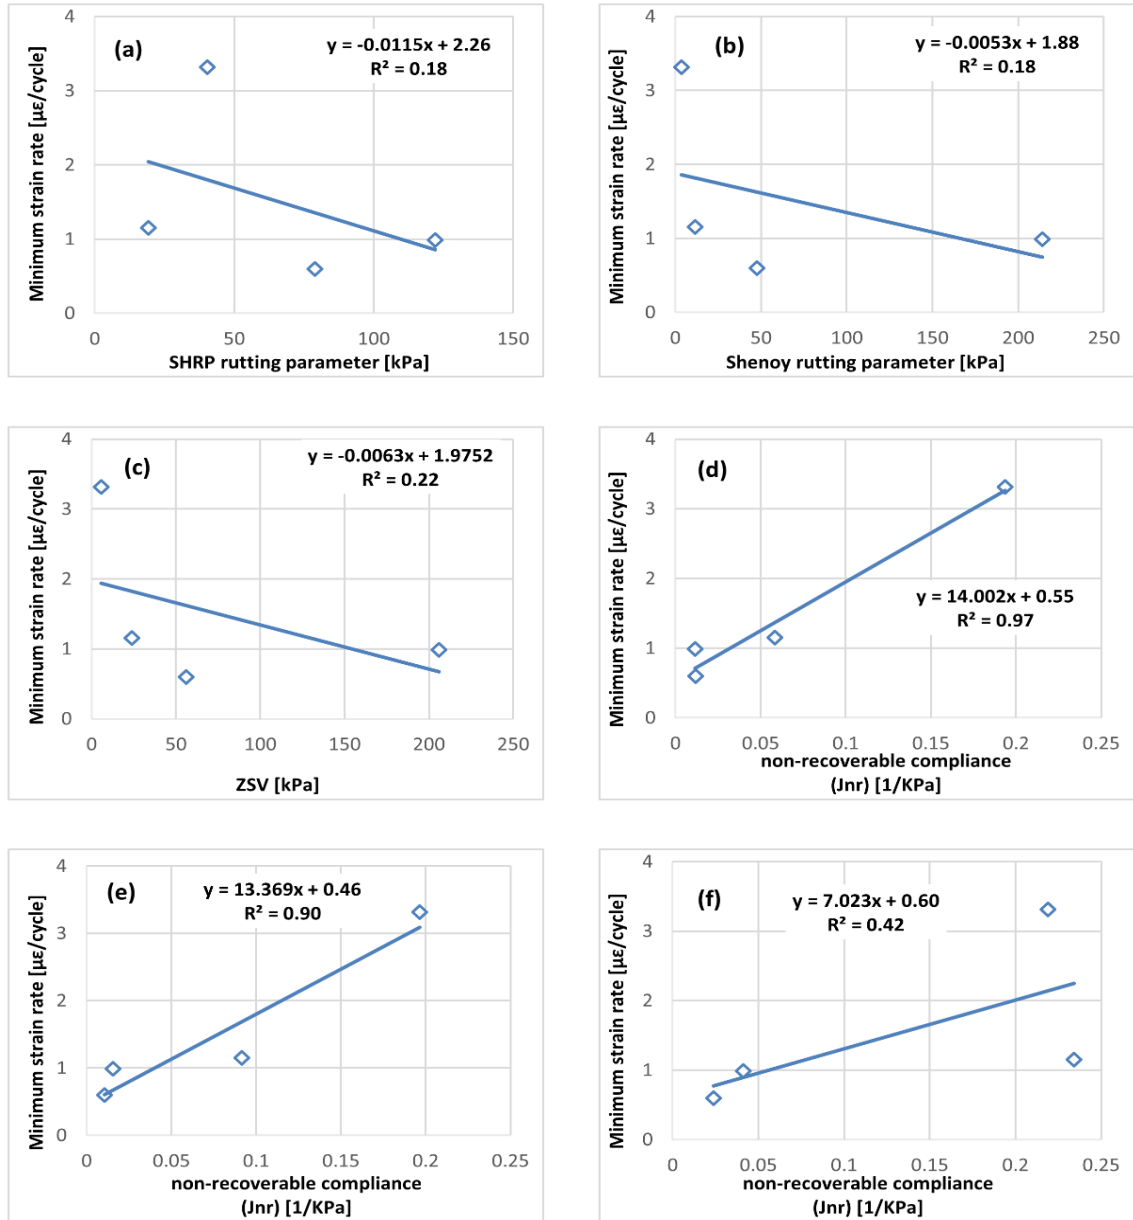 (a)
y = -0.0115x + 2.26
R² = 0.18
Minimum strain rate [µε/cycle]
4
3
2
1
0
0 50 100 150
SHRP rutting parameter [kPa]
(b)
y = -0.0053x + 1.88
R² = 0.18
Minimum strain rate [µε/cycle]
4
3
2
1
0
0 50 100 150 200 250
Shenoy rutting parameter [kPa]
(c)
y = -0.0063x + 1.9752
R² = 0.22
Minimum strain rate [µε/cycle]
4
3
2
1
0
0 50 100 150 200 250
ZSV [kPa]
(d)
y = 14.002x + 0.55
R² = 0.97
Minimum strain rate [µε/cycle]
4
3
2
1
0
0 0.05 0.1 0.15 0.2 0.25
non-recoverable compliance
(Jnr) [1/KPa]
(e)
y = 13.369x + 0.46
R² = 0.90
Minimum strain rate [µε/cycle]
4
3
2
1
0
0 0.05 0.1 0.15 0.2 0.25
non-recoverable compliance
(Jnr) [1/KPa]
(f)
y = 7.023x + 0.60
R² = 0.42
Minimum strain rate [µε/cycle]
4
3
2
1
0
0 0.05 0.1 0.15 0.2 0.25
non-recoverable compliance
(Jnr) [1/KPa]